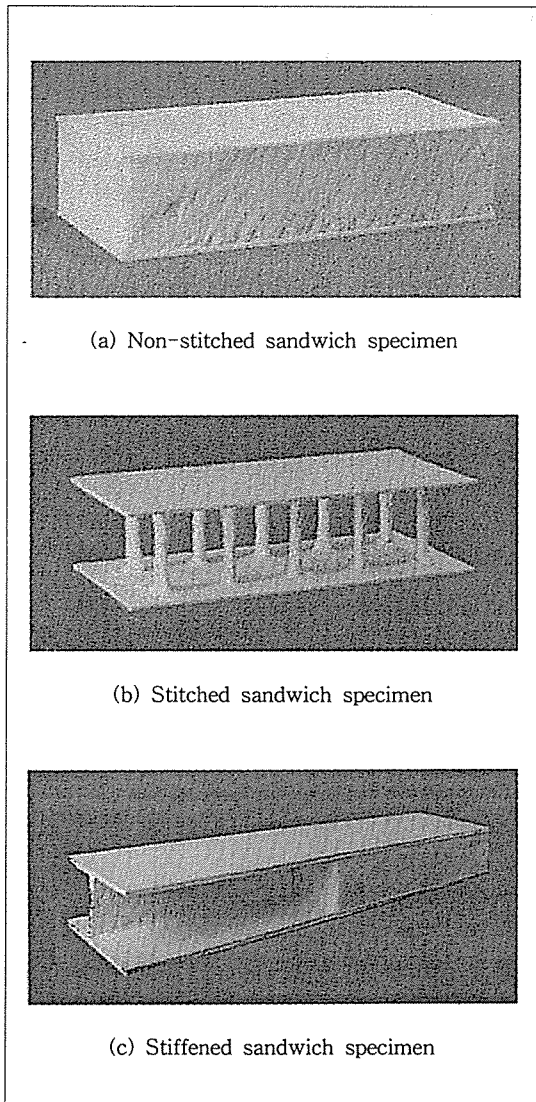 (a) Non-stitched sandwich specimen
(b) Stitched sandwich specimen
(c) Stiffened sandwich specimen